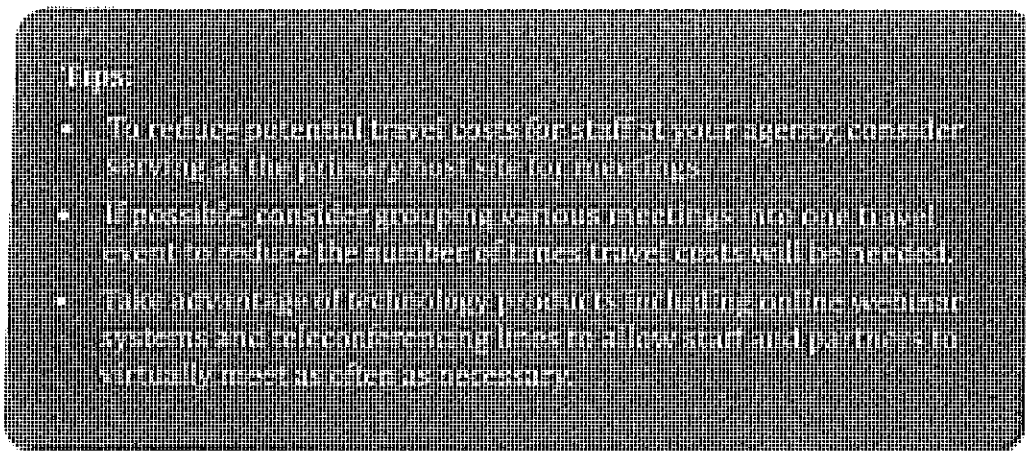 Tips:
• To reduce potential travel costs for staff at your agency, consider
serving as the primary host site for meetings.
• If possible, consider grouping various meetings into one travel
event to reduce the number of times travel costs will be needed.
• Take advantage of technology products including online webinar
systems and teleconferencing lines to allow staff and partners to
virtually meet as often as necessary.